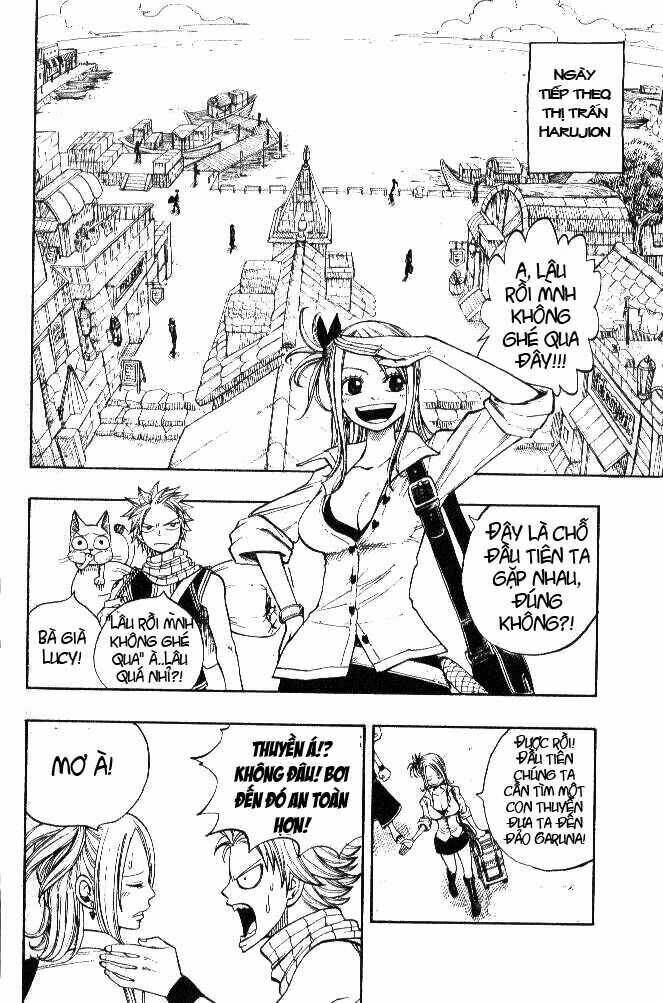 NGÀY
TIẾP THEO
THỊ TRẤN
HARUJION
A, LÂU
RỒI MÌNH
KHÔNG
GHÉ QUA
ĐÂY!!!
ĐÂY LÀ CHỖ
ĐẦU TIÊN TA
GẶP NHAU,
ĐÚNG
KHÔNG?!
"LÂU RỒI MÌNH
KHÔNG GHÉ
QUA" À..LÂU
QUÁ NHỈ?!
BÀ GIÀ
LUCY!
ĐƯỢC RỒI!
ĐẦU TIÊN
CHÚNG TA
CẦN TÌM MỘT
CON THUYỀN
ĐƯA TA ĐẾN
ĐẢO GARUNA!
THUYỀN Á!?
KHÔNG ĐÂU! BƠI
ĐẾN ĐÓ AN TOÀN
HƠN!
MƠ À!